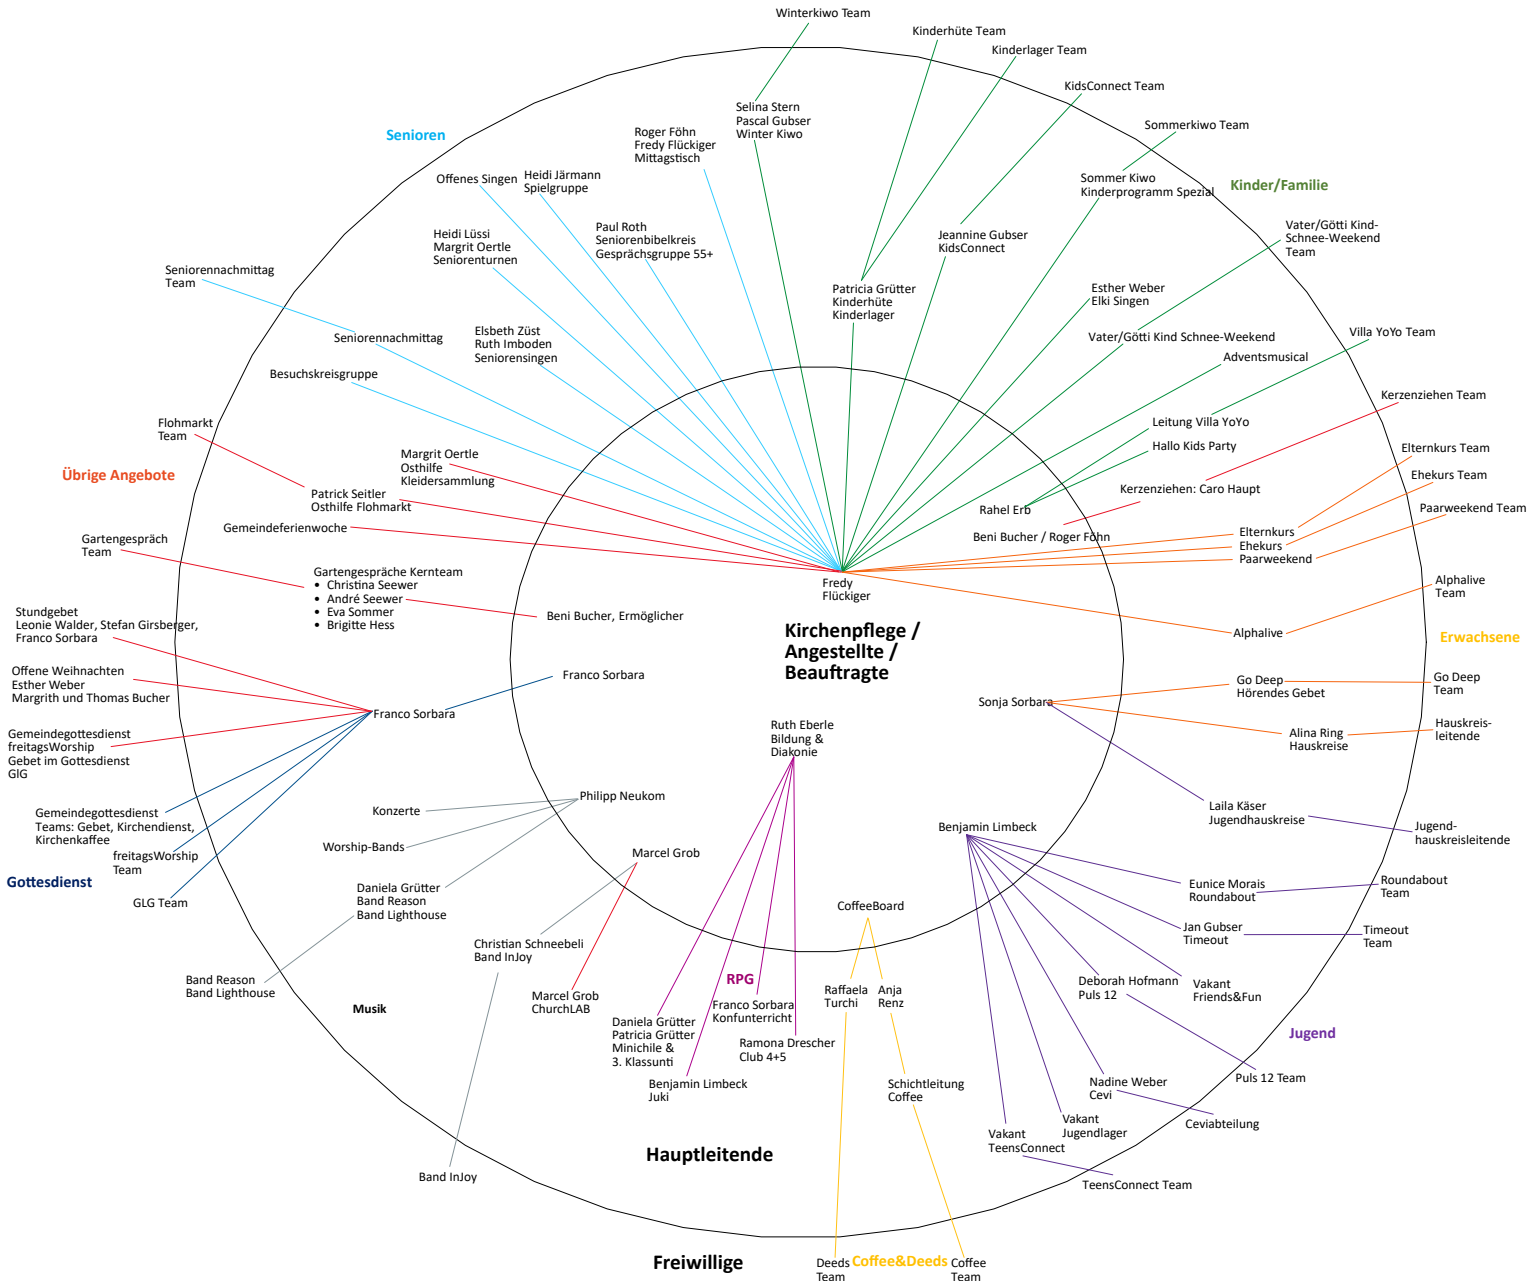 Winterkiwo Team
Kinderhüte Team
Kinderlager Team
KidsConnect Team
Sommerkiwo Team
Senioren
Selina Stern
Pascal Gubser
Winter Kiwo
Roger Föhn
Fredy Flückiger
Mittagstisch
Offenes Singen
Heidi Järmann
Spielgruppe
Sommer Kiwo
Kinderprogramm Spezial
Kinder/Familie
Heidi Lüssi
Margrit Oertle
Seniorenturnen
Paul Roth
Seniorenbibelkreis
Gesprächsgruppe 55+
Jeannine Gubser
KidsConnect
Vater/Götti Kind-
Schnee-Weekend
Team
Seniorennachmittag
Team
Patricia Grütter
Kinderhüte
Kinderlager
Esther Weber
Elki Singen
Seniorennachmittag
Elsbeth Züst
Ruth Imboden
Seniorensingen
Vater/Götti Kind Schnee-Weekend
Villa YoYo Team
Adventsmusical
Besuchskreisgruppe
Kerzenziehen Team
Flohmarkt
Team
Leitung Villa YoYo
Hallo Kids Party
Elternkurs Team
Übrige Angebote
Margrit Oertle
Osthilfe
Kleidersammlung
Ehekurs Team
Patrick Seitler
Osthilfe Flohmarkt
Kerzenziehen: Caro Haupt
Rahel Erb
Paarweekend Team
Gemeindeferienwoche
Beni Bucher / Roger Föhn
Elternkurs
Ehekurs
Paarweekend
Gartengespräch
Team
Gartengespräche Kernteam
• Christina Seewer
• André Seewer
• Eva Sommer
• Brigitte Hess
Fredy
Flückiger
Alphalive
Team
Stundgebet
Leonie Walder, Stefan Girsberger,
Franco Sorbara
Beni Bucher, Ermöglicher
Kirchenpflege /
Angestellte /
Beauftragte
Alphalive
Erwachsene
Offene Weihnachten
Esther Weber
Margrith und Thomas Bucher
Franco Sorbara
Go Deep
Hörendes Gebet
Go Deep
Team
Franco Sorbara
Sonja Sorbara
Gemeindegottesdienst
freitagsWorship
Gebet im Gottesdienst
GlG
Ruth Eberle
Bildung &
Diakonie
Alina Ring
Hauskreise
Hauskreis-
leitende
Philipp Neukom
Konzerte
Gemeindegottesdienst
Teams: Gebet, Kirchendienst,
Kirchenkaffee
Laila Käser
Jugendhauskreise
Benjamin Limbeck
Jugend-
hauskreisleitende
Worship-Bands
freitagsWorship
Team
Marcel Grob
Gottesdienst
GLG Team
Daniela Grütter
Band Reason
Band Lighthouse
Eunice Morais
Roundabout
Roundabout
Team
CoffeeBoard
Christian Schneebeli
Band InJoy
Jan Gubser
Timeout
Timeout
Team
Band Reason
Band Lighthouse
RPG
Deborah Hofmann
Puls 12
Vakant
Friends&Fun
Musik
Marcel Grob
ChurchLAB
Raffaela
Turchi
Anja
Renz
Franco Sorbara
Konfunterricht
Daniela Grütter
Patricia Grütter
Minichile &
3. Klassunti
Ramona Drescher
Club 4+5
Jugend
Benjamin Limbeck
Juki
Schichtleitung
Coffee
Nadine Weber
Cevi
Puls 12 Team
Vakant
Jugendlager
Ceviabteilung
Vakant
TeensConnect
Hauptleitende
Band InJoy
TeensConnect Team
Freiwillige
Deeds
Team
Coffee&Deeds
Coffee
Team